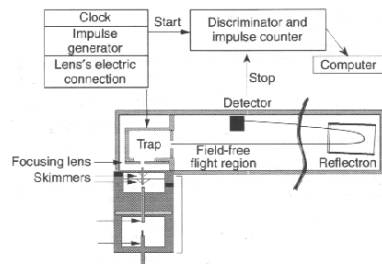 Clock
Start
Discriminator and
impulse counter
Impulse
generator
Lens's electric
connection
Computer
Stop
Detector
Trap
Focusing lens
Skimmers
Field-free
flight region
Reflectron